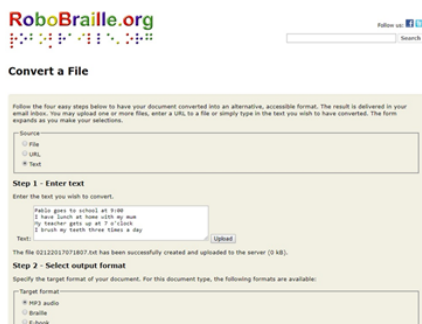 RoboBraille.org
Follow us:
Search
Convert a File
Follow the four easy steps below to have your document converted into an alternative, accessible format. The result is delivered in your
email inbox. You may upload one or more files, enter a URL to a file or simply type in the text you wish to have converted. The form
expands as you make your selections.
Source
File
URL
Text
Step 1 - Enter text
Enter the text you wish to convert.
Pablo goes to school at 9:00
I have lunch at home with my mum
My teacher gets up at 7 o'clock
I brush my teeth three times a day
Text:
Upload
The file 02122017071807.txt has been successfully created and uploaded to the server (0 kB).
Step 2 - Select output format
Specify the target format of your document. For this document type, the following formats are available:
Target format
MP3 audio
Braille
E-book